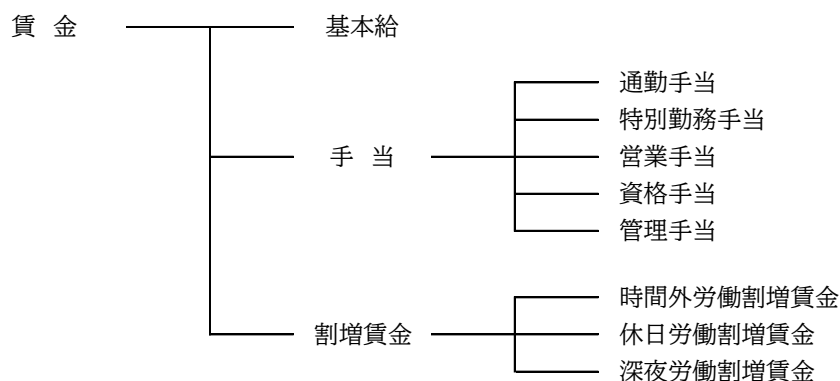 賃 金
基本給
通勤手当
特別勤務手当
手 当
営業手当
資格手当
管理手当
時間外労働割増賃金
割増賃金
休日労働割増賃金
深夜労働割増賃金